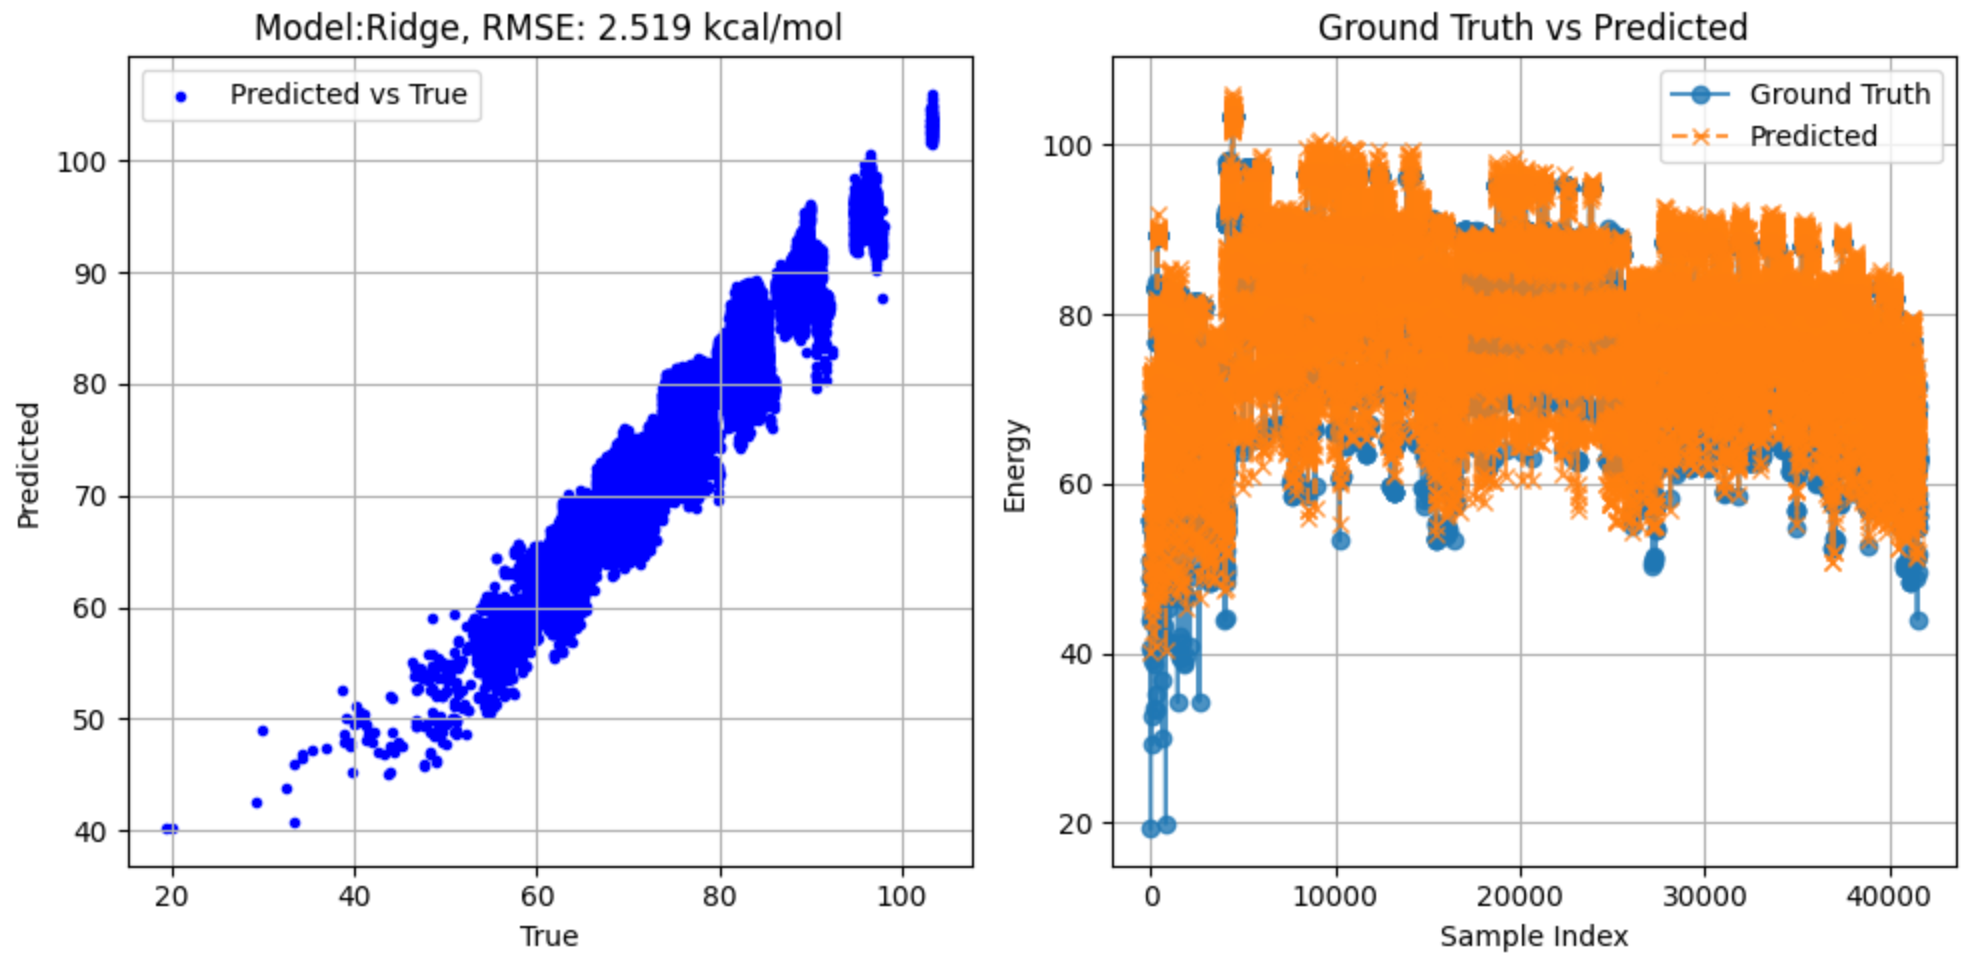 Model:Ridge, RMSE: 2.519 kcal/mol
Predicted vs True
100
90
80
70
60
50
40
Predicted
20 40 60 80 100
True
Ground Truth vs Predicted
Ground Truth
Predicted
100
80
60
40
20
Energy
0 10000 20000 30000 40000
Sample Index